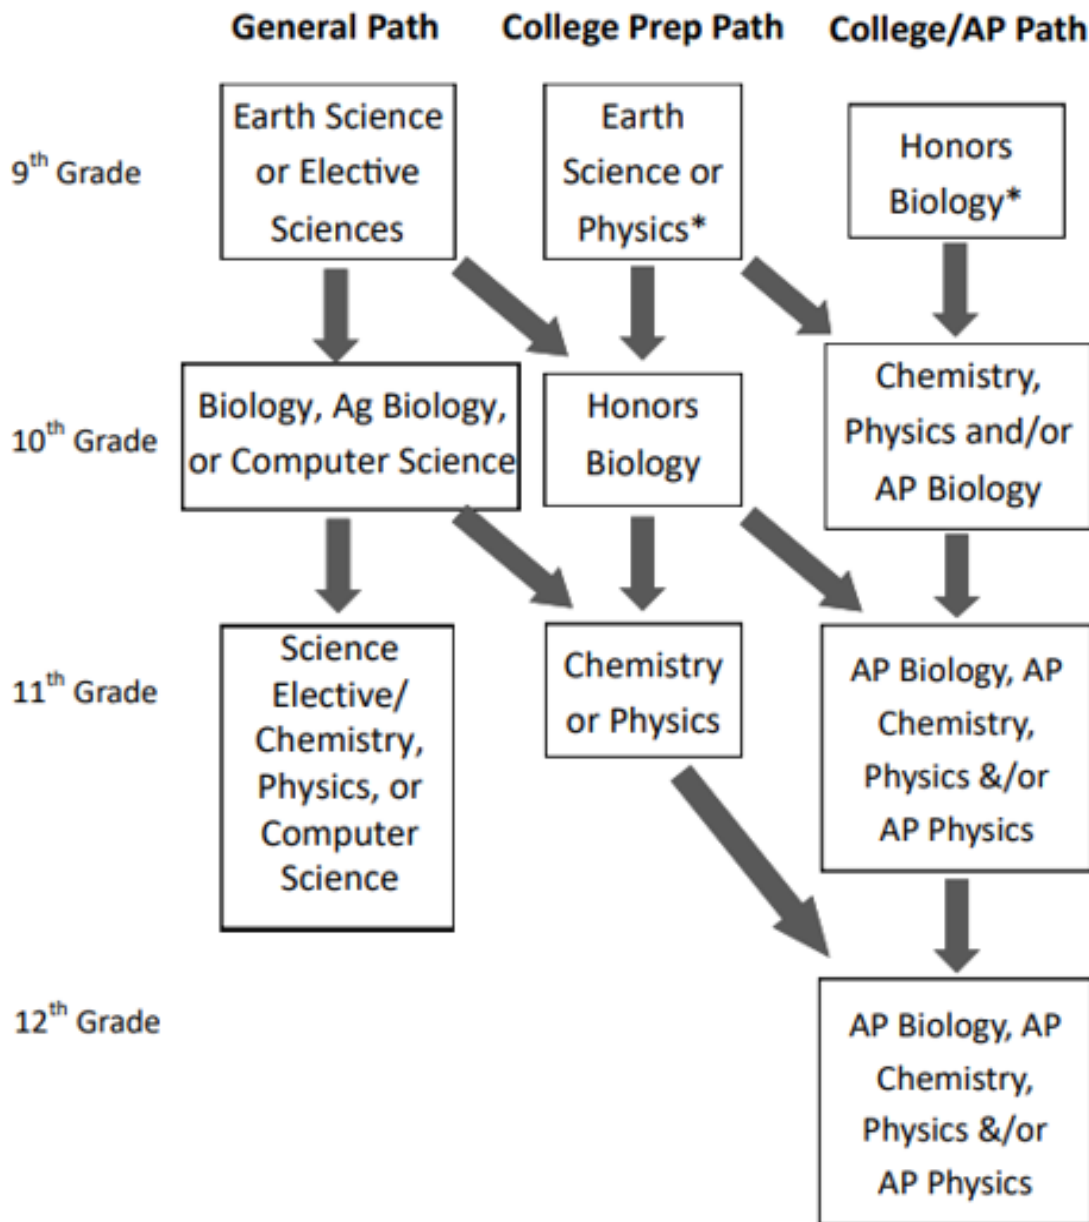 General Path
College Prep Path
College/AP Path
9th Grade
Earth Science
or Elective
Sciences
Earth
Science or
Physics*
Honors
Biology*
10th Grade
Biology, Ag Biology,
or Computer Science
Honors
Biology
Chemistry,
Physics and/or
AP Biology
11th Grade
Science
Elective/
Chemistry,
Physics, or
Computer
Science
Chemistry
or Physics
AP Biology, AP
Chemistry,
Physics &/or
AP Physics
12th Grade
AP Biology, AP
Chemistry,
Physics &/or
AP Physics